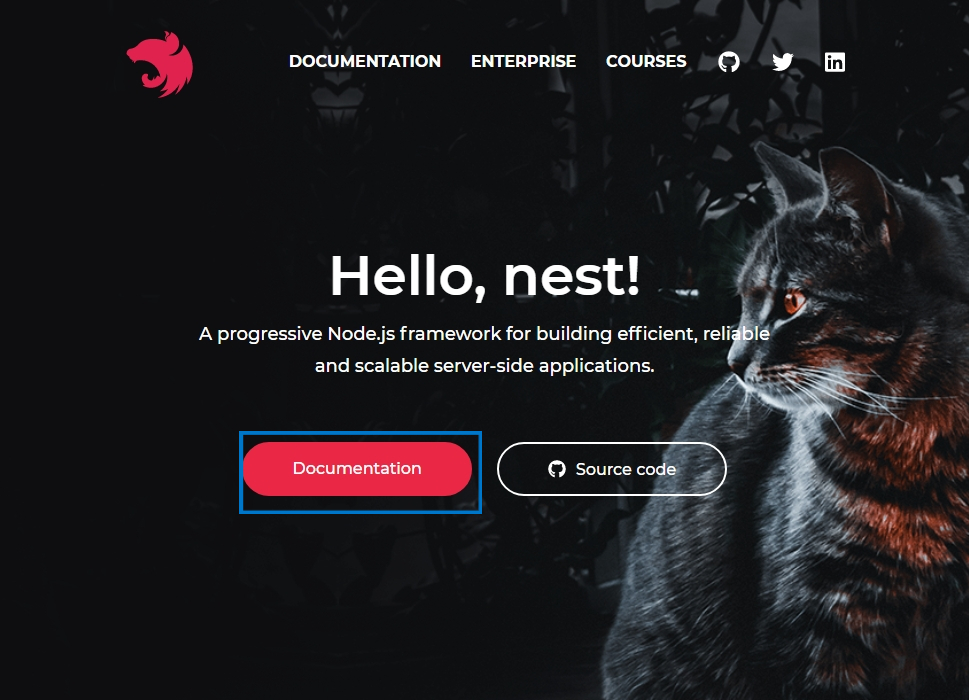 DOCUMENTATION ENTERPRISE COURSES
Hello, nest!
A progressive Node.js framework for building efficient, reliable
and scalable server-side applications.
Documentation Source code